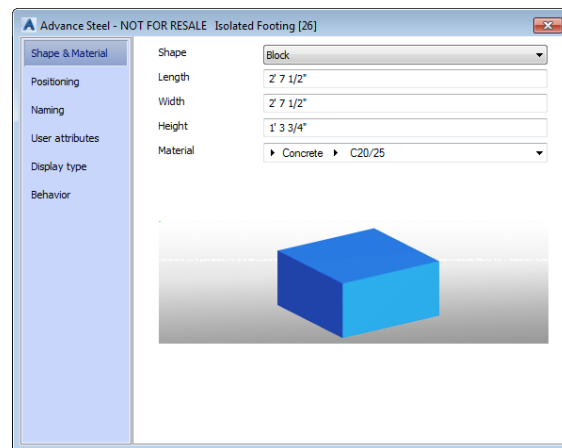 Advance Steel - NOT FOR RESALE Isolated Footing [26]
Shape & Material
Positioning
Naming
User attributes
Display type
Behavior
Shape Block
Length 2' 7 1/2"
Width 2' 7 1/2"
Height 1' 3 3/4"
Material Concrete C20/25